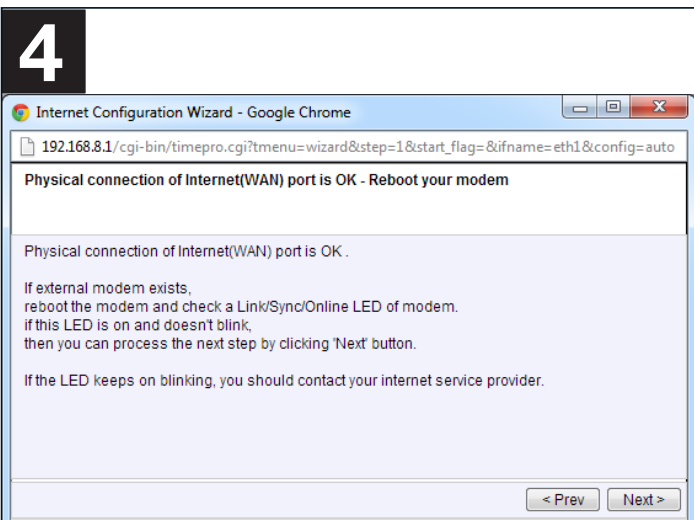 4
Internet Configuration Wizard - Google Chrome
192.168.8.1/cgi-bin/timepro.cgi?tmenu=wizard&step=1&start_flag=&ifname=eth1&config=auto
Physical connection of Internet(WAN) port is OK - Reboot your modem
Physical connection of Internet(WAN) port is OK .
If external modem exists,
reboot the modem and check a Link/Sync/Online LED of modem.
if this LED is on and doesn't blink,
then you can process the next step by clicking 'Next' button.
If the LED keeps on blinking, you should contact your internet service provider.
< Prev Next >